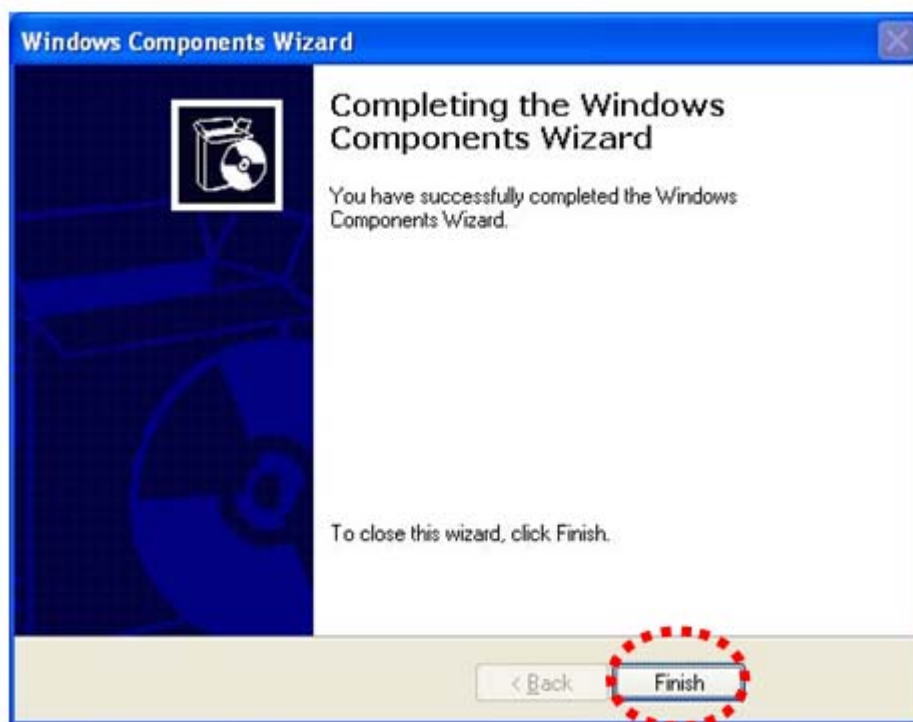 Windows Components Wizard
Completing the Windows
Components Wizard
You have successfully completed the Windows
Components Wizard.
To close this wizard, click Finish.
< Back
Finish